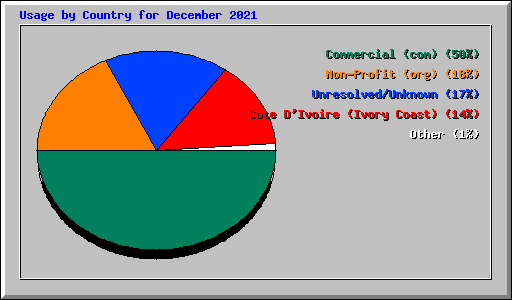 Usage by Country for December 2021
Commercial (com) (50%)
Non-Profit (org) (18%)
Unresolved/Unknown (17%)
Cote D'Ivoire (Ivory Coast) (14%)
Other (1%)